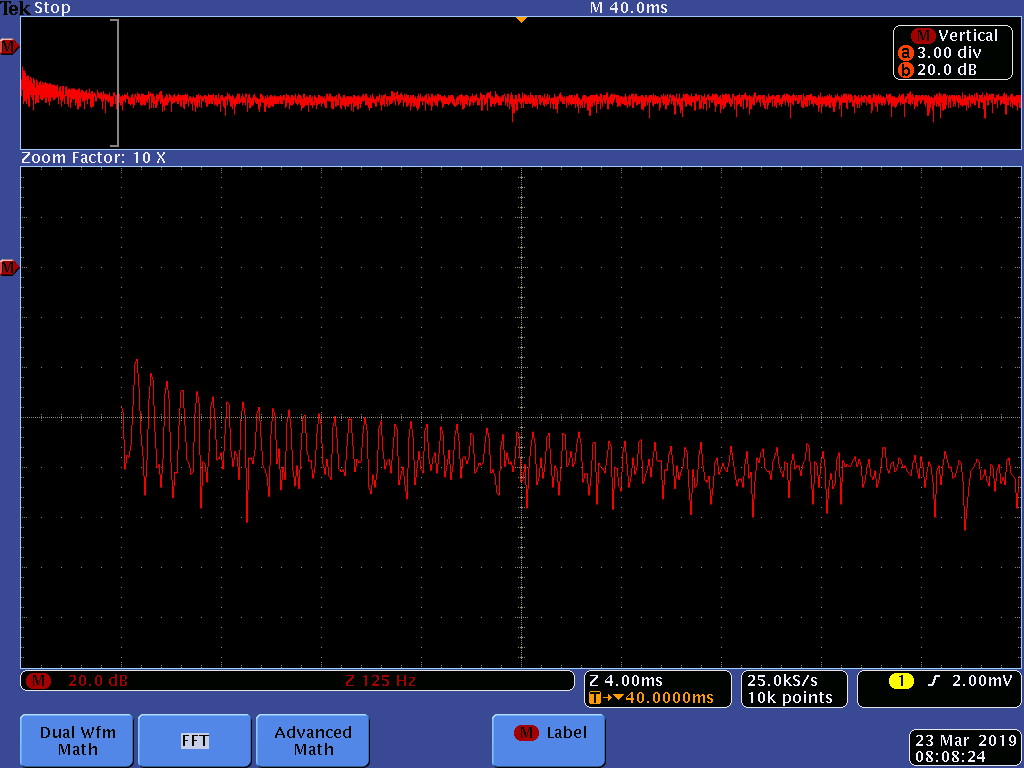 Tek Stop
M 40.0ms
M
M Vertical
a 3.00 div
b 20.0 dB
Zoom Factor: 10 X
M
M 20.0 dB Z 125 Hz
Z 4.00ms
T→▼40.0000ms
25.0kS/s
10k points
1 2.00mV
Dual Wfm
Math
FFT
Advanced
Math
M Label
23 Mar 2019
08:08:24